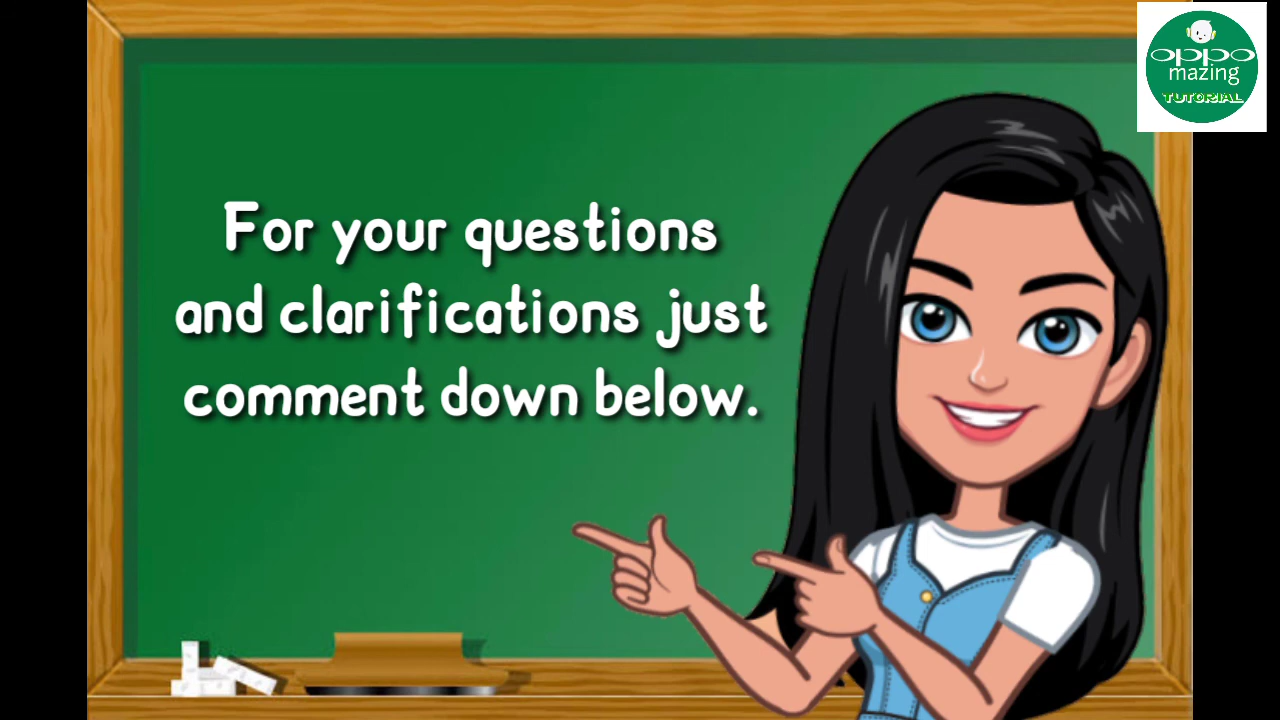 oppo
mazing
TUTORIAL
For your questions
and clarifications just
comment down below.